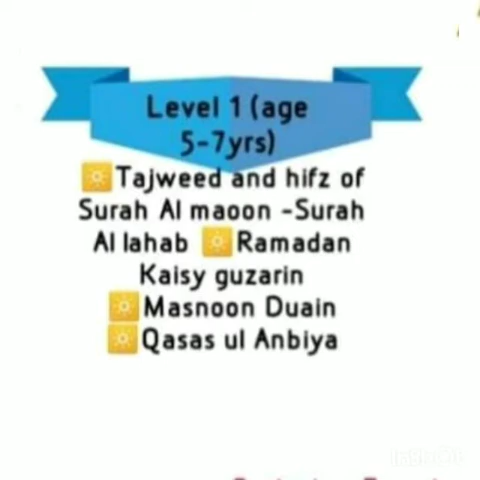 Level 1 (age
5-7yrs)
🔅Tajweed and hifz of
Surah Al maoon -Surah
Al lahab 🔅Ramadan
Kaisy guzarin
🔅Masnoon Duain
🔅Qasas ul Anbiya